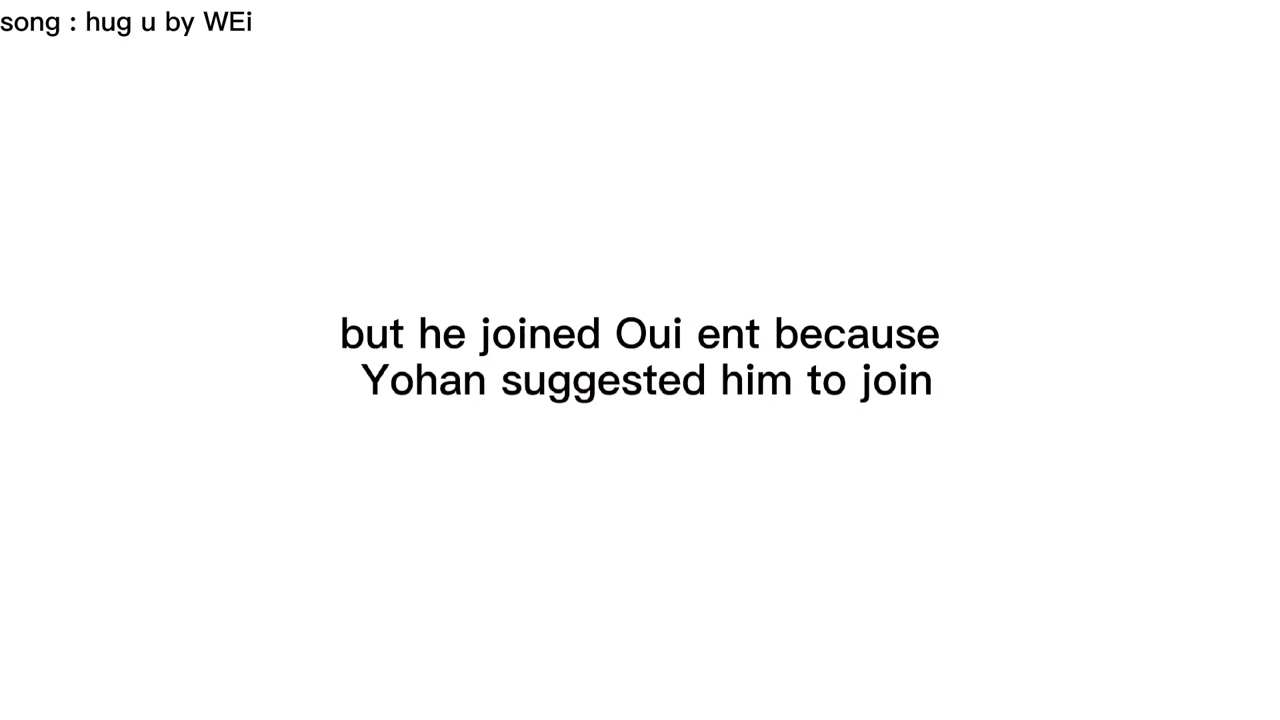 song : hug u by WEi
but he joined Oui ent because
Yohan suggested him to join